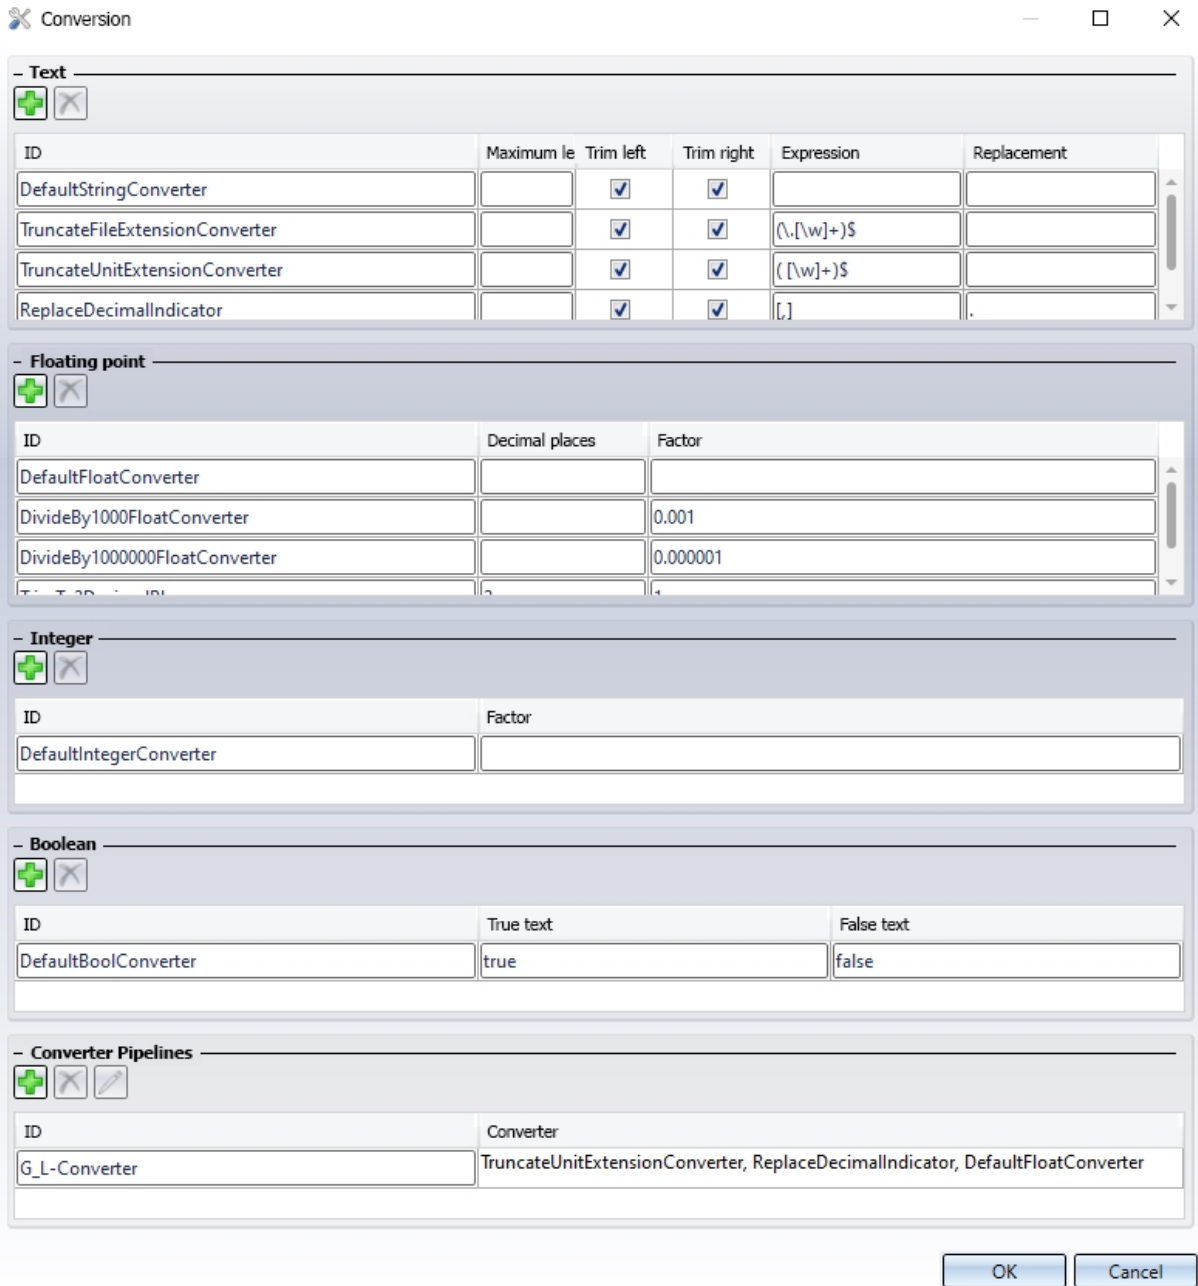 Conversion
– Text
ID Maximum le Trim left Trim right Expression Replacement
DefaultStringConverter
TruncateFileExtensionConverter (\.[\w]+)$
TruncateUnitExtensionConverter ( [\w]+)$
ReplaceDecimalIndicator [,] .
– Floating point
ID Decimal places Factor
DefaultFloatConverter
DivideBy1000FloatConverter 0.001
DivideBy1000000FloatConverter 0.000001
– Integer
ID Factor
DefaultIntegerConverter
– Boolean
ID True text False text
DefaultBoolConverter true false
– Converter Pipelines
ID Converter
G_L-Converter TruncateUnitExtensionConverter, ReplaceDecimalIndicator, DefaultFloatConverter
OK Cancel